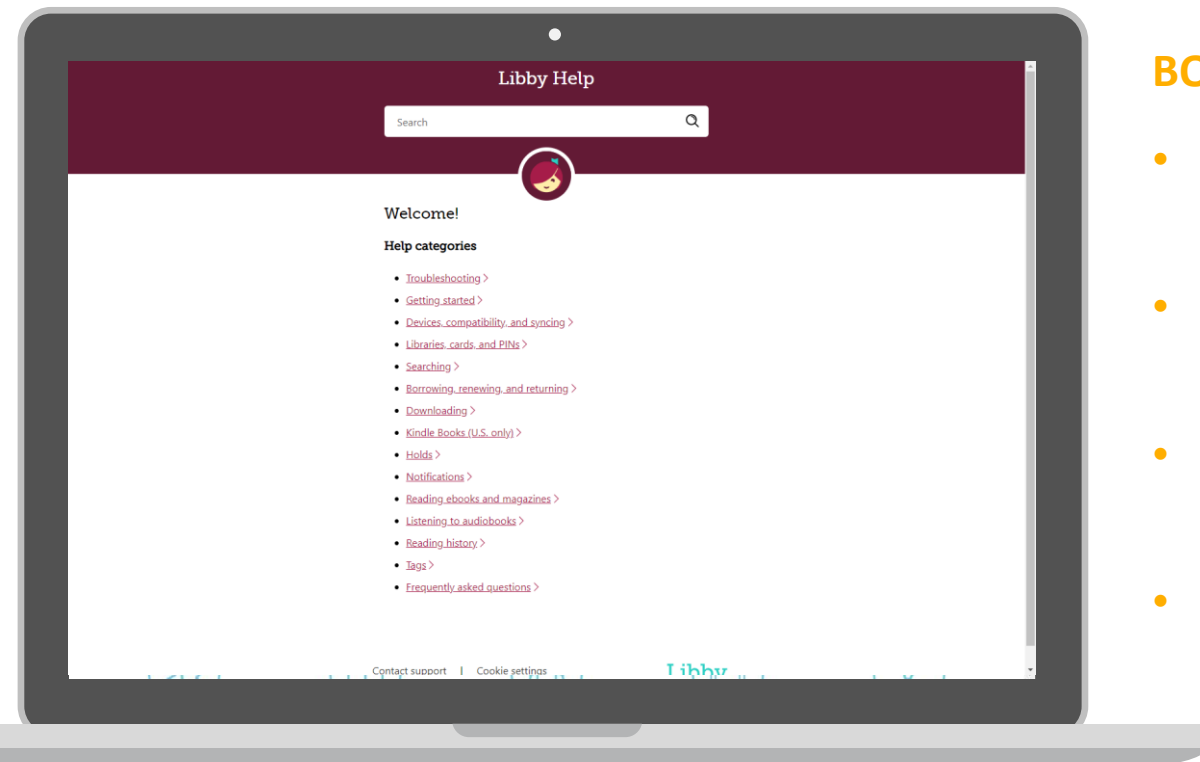 Libby Help
Search
Welcome!
Help categories
Troubleshooting
Getting started
Devices, compatibility, and syncing
Libraries, cards, and PINs
Searching
Borrowing, renewing, and returning
Downloading
Kindle Books (U.S. only)
Holds
Notifications
Reading ebooks and magazines
Listening to audiobooks
Reading history
Tags
Frequently asked questions
Contact support | Cookie settings
Libby